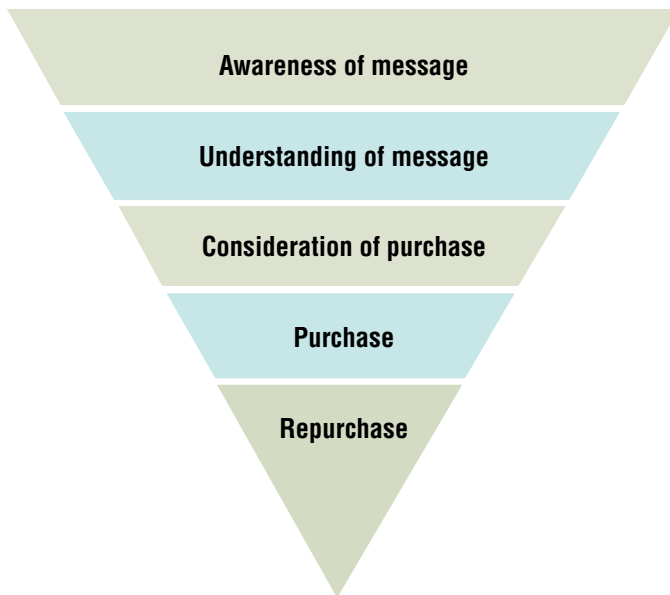 Awareness of message
Understanding of message
Consideration of purchase
Purchase
Repurchase